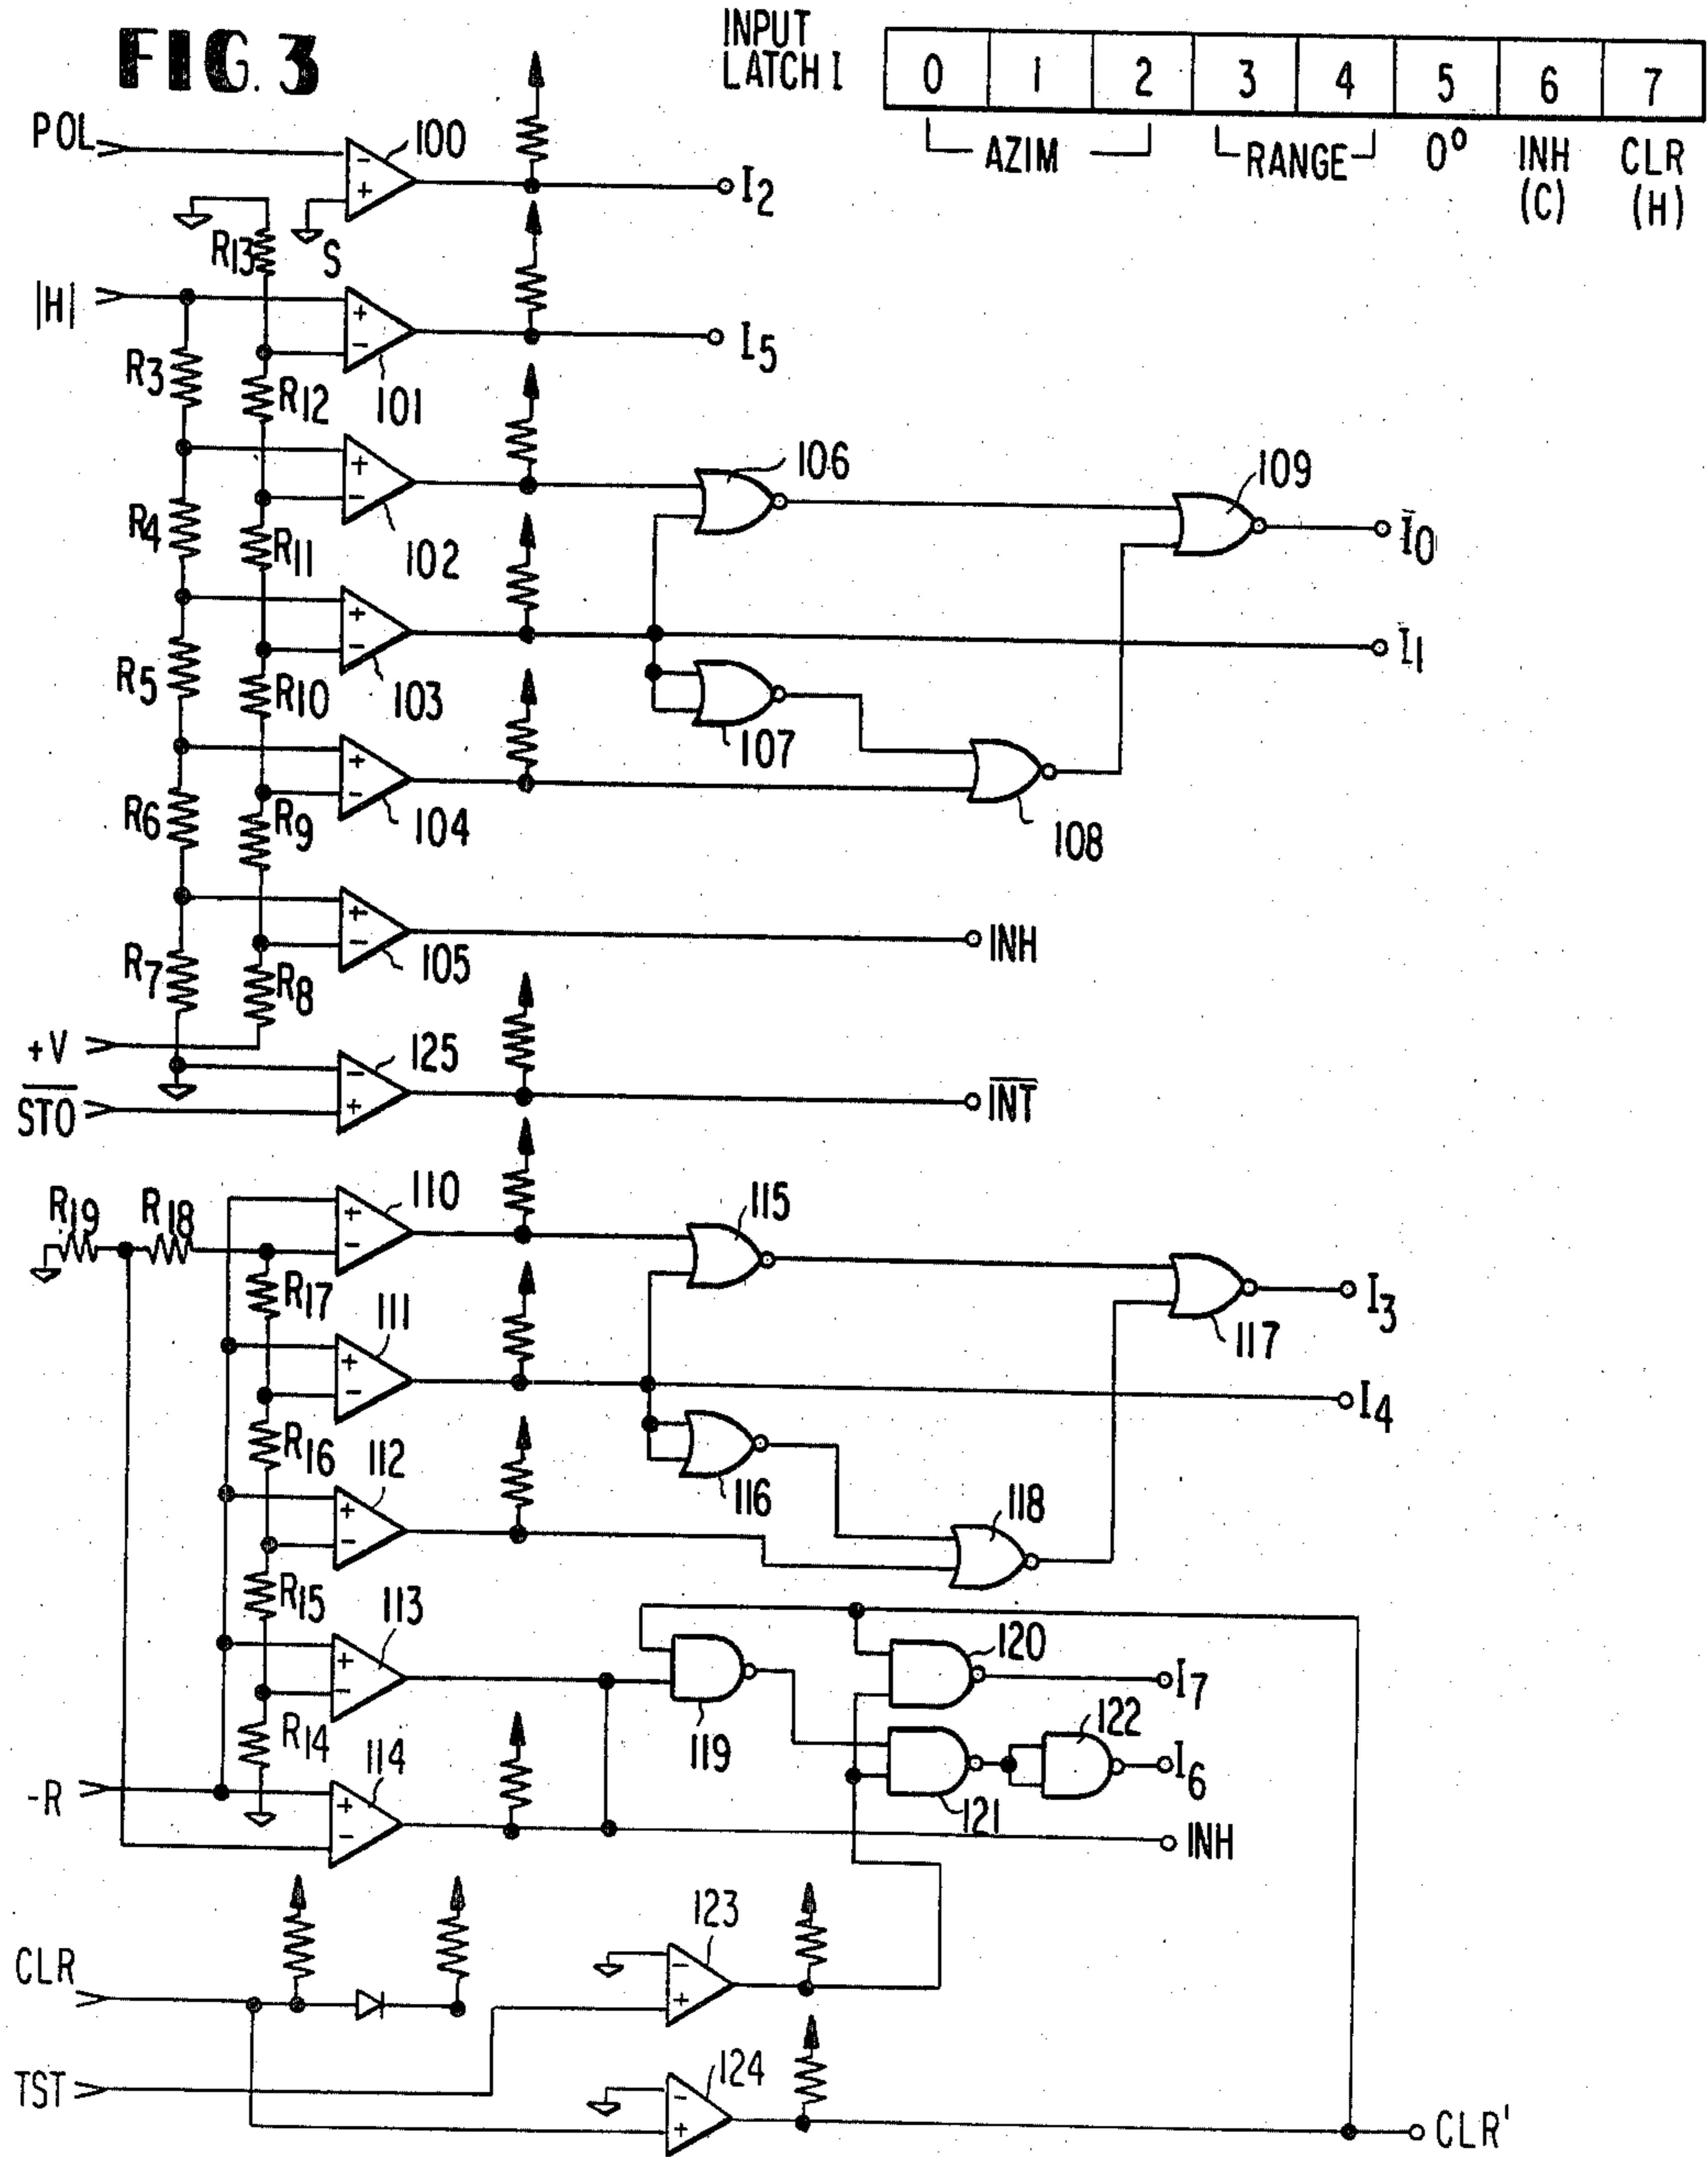 FIG. 3
INPUT LATCH I 0 1 2 3 4 5 6 7
AZIM RANGE 0° INH (C) CLR (H)
POL 100 I2
R13 S
|H| 101 I5
R3 R12
102 106 109 I0
R4 R11
103 I1
R5 R10 107
104 108
R6 R9
105 INH
R7 R8
+V
125
STO INT
R19 R18 110 115 117 I3
R17 111 I4
R16 112 116 118
R15 113 119 120 I7
R14 114 121 122 I6
-R INH
CLR 123
TST 124 CLR'